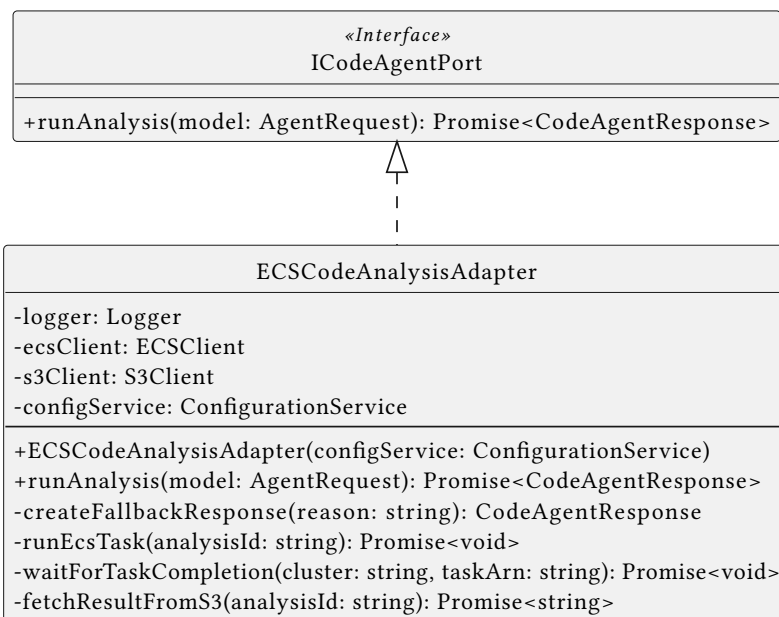 «Interface»
ICodeAgentPort
+runAnalysis(model: AgentRequest): Promise<CodeAgentResponse>
ECSCodeAnalysisAdapter
-logger: Logger
-ecsClient: ECSClient
-s3Client: S3Client
-configService: ConfigurationService
+ECSCodeAnalysisAdapter(configService: ConfigurationService)
+runAnalysis(model: AgentRequest): Promise<CodeAgentResponse>
-createFallbackResponse(reason: string): CodeAgentResponse
-runEcsTask(analysisId: string): Promise<void>
-waitForTaskCompletion(cluster: string, taskArn: string): Promise<void>
-fetchResultFromS3(analysisId: string): Promise<string>